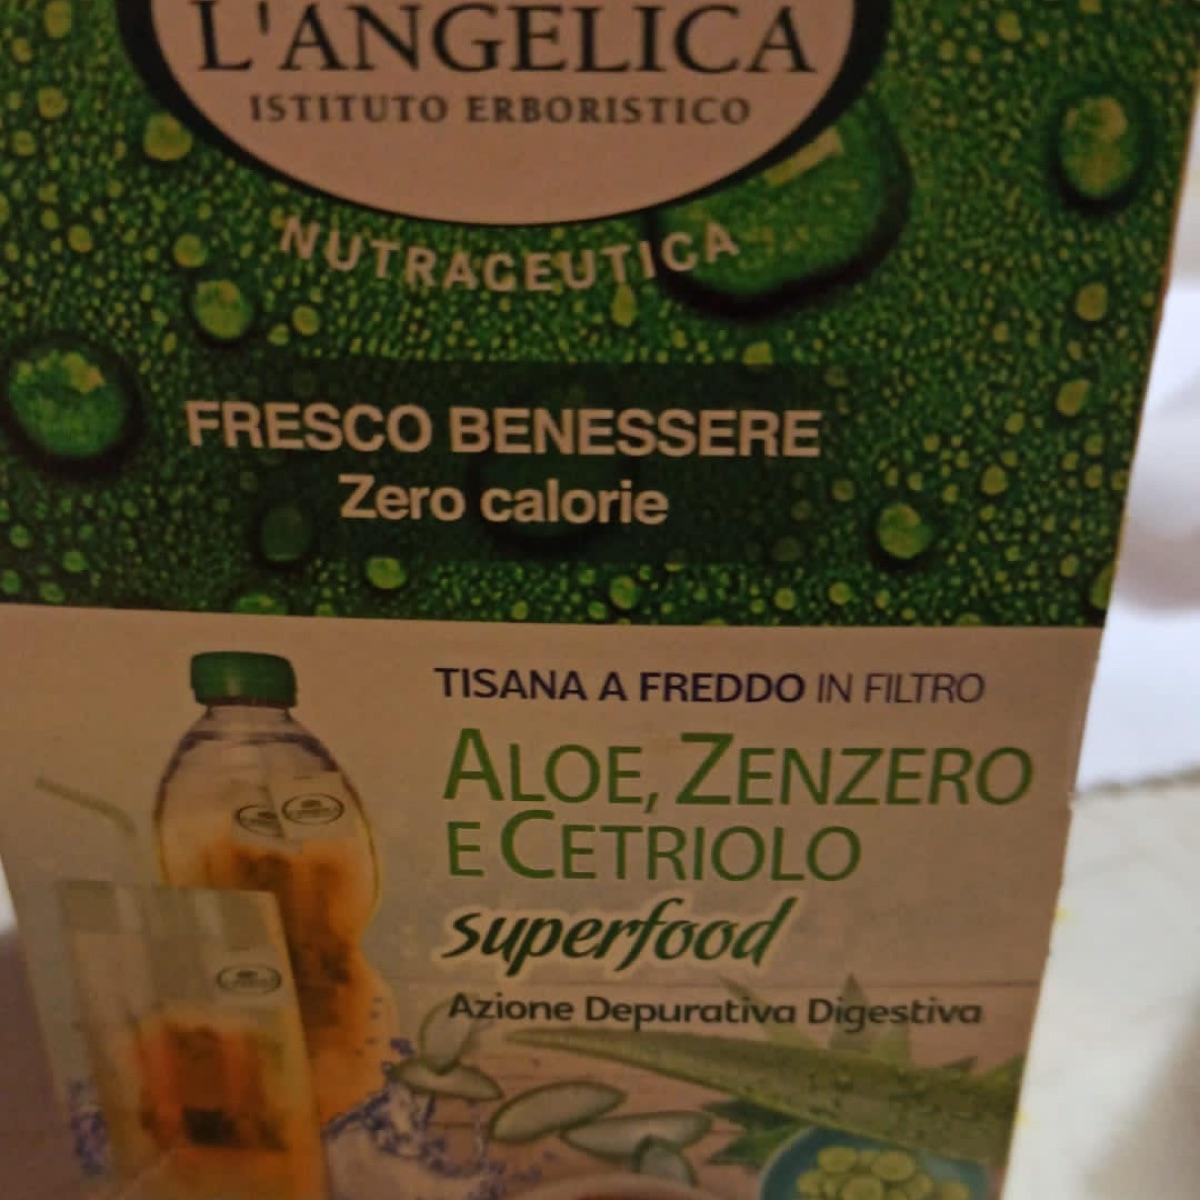 L'ANGELICA
ISTITUTO ERBORISTICO
NUTRACEUTICA
FRESCO BENESSERE
Zero calorie
TISANA A FREDDO IN FILTRO
ALOE, ZENZERO
E CETRIOLO
superfood
Azione Depurativa Digestiva